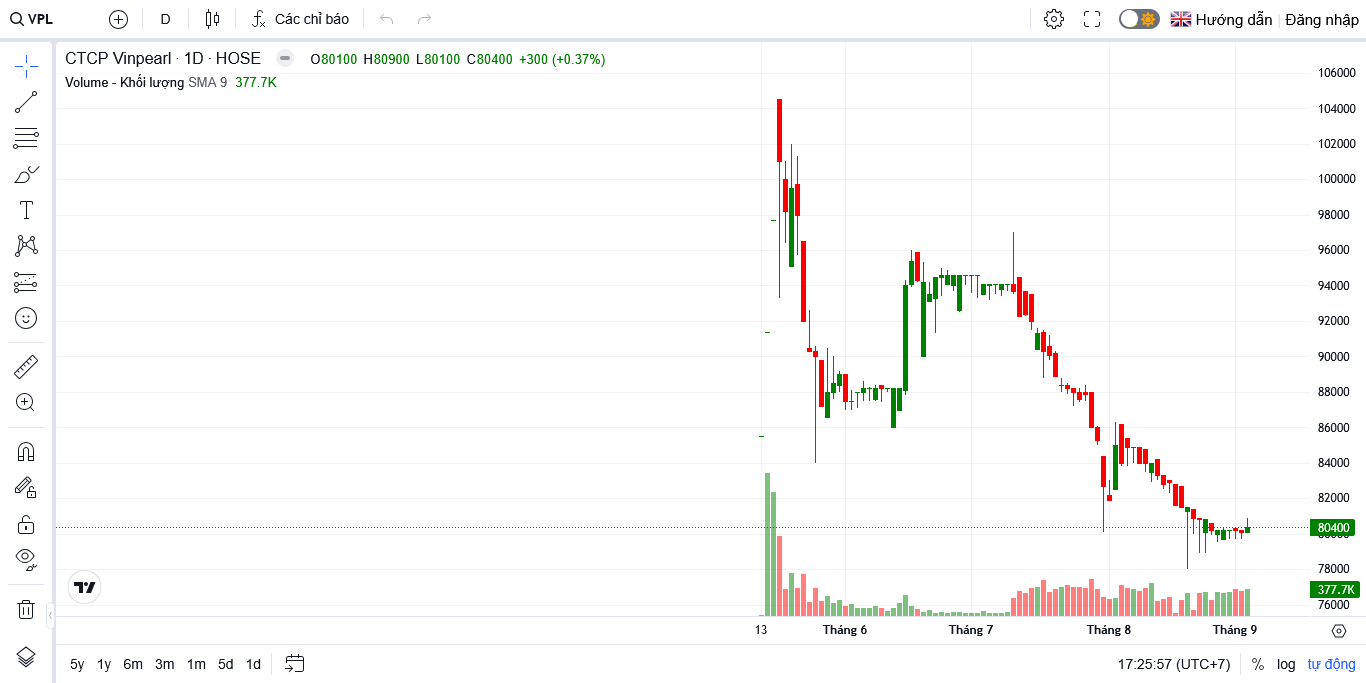 VPL D Các chỉ báo Hướng dẫn Đăng nhập
CTCP Vinpearl · 1D · HOSE O80100 H80900 L80100 C80400 +300 (+0.37%)
Volume - Khối lượng SMA 9 377.7K
106000
104000
102000
100000
98000
96000
94000
92000
90000
88000
86000
84000
82000
80400
80000
78000
377.7K
76000
13 Tháng 6 Tháng 7 Tháng 8 Tháng 9
5y 1y 6m 3m 1m 5d 1d 17:25:57 (UTC+7) % log tự động